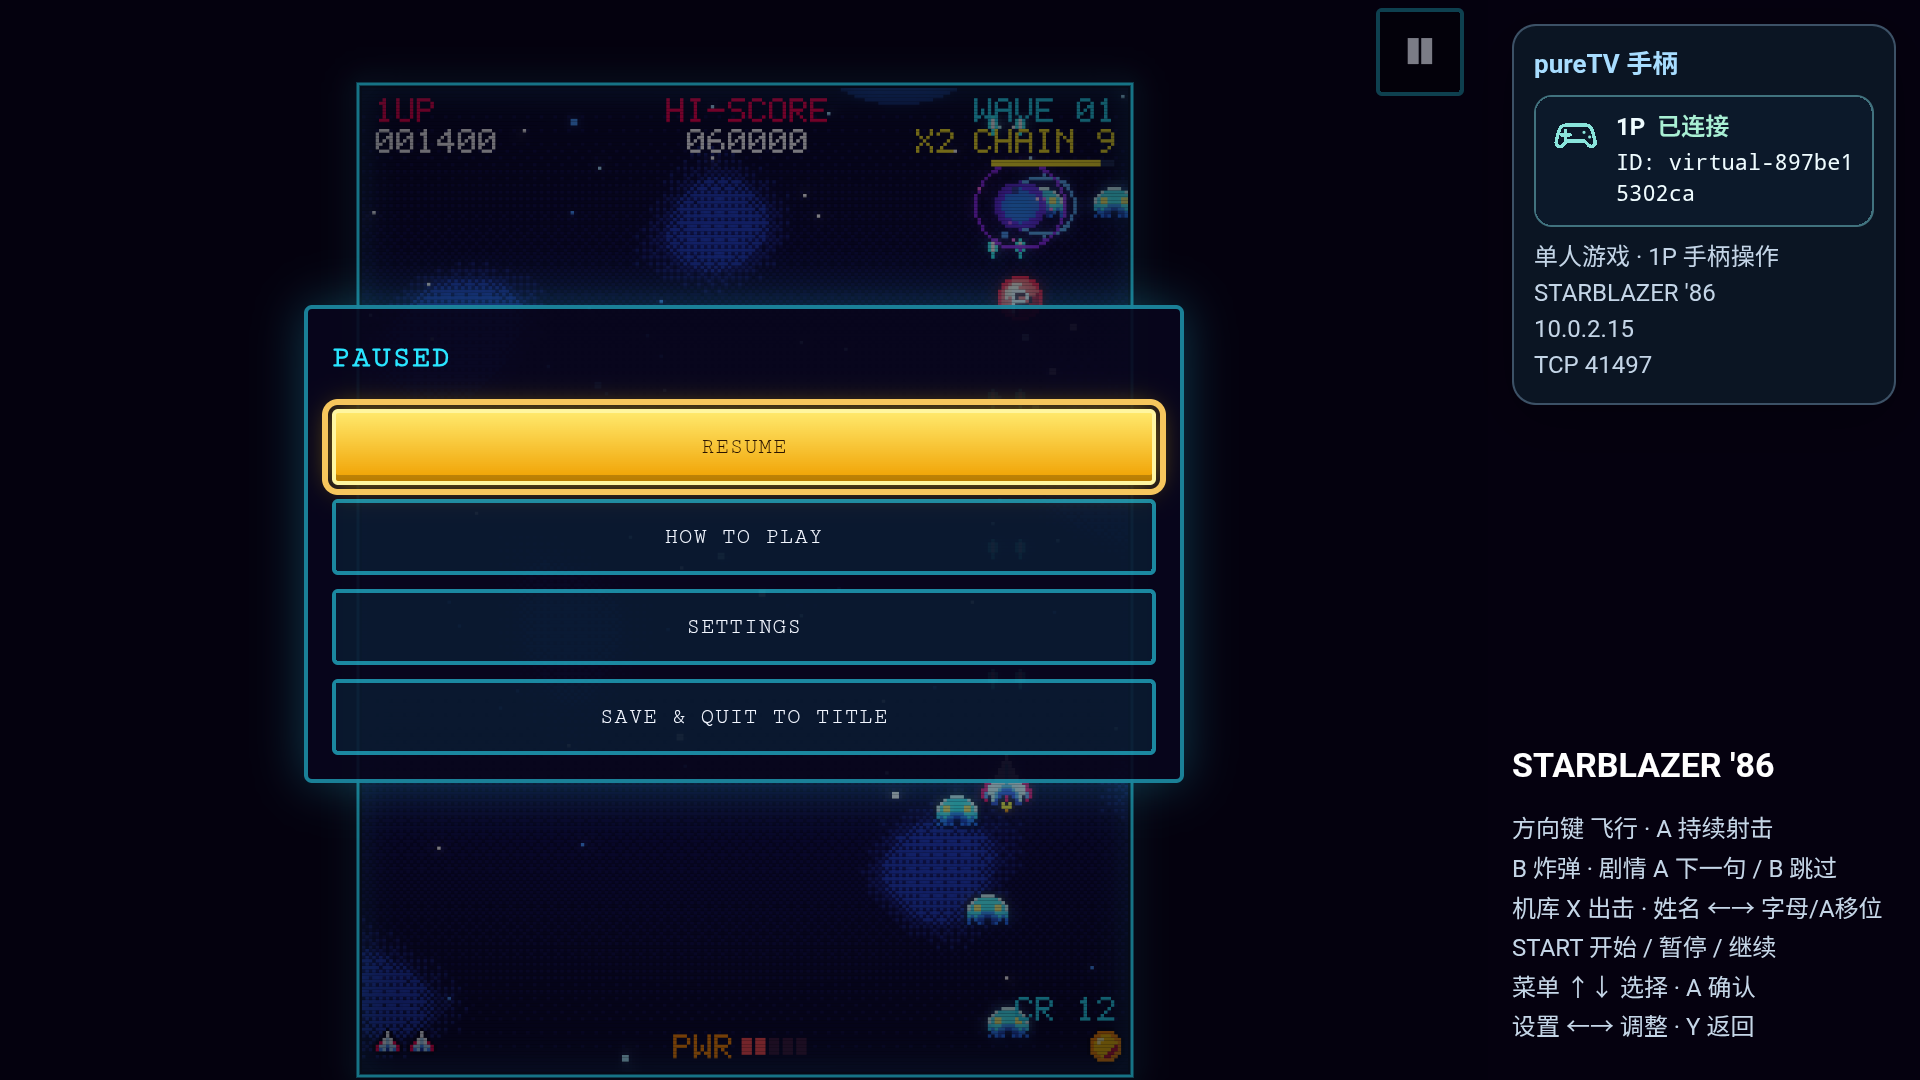 1UP
HI-SCORE
WAVE 01
001400
060000
X2 CHAIN 9
PAUSED
RESUME
HOW TO PLAY
SETTINGS
SAVE & QUIT TO TITLE
CR 12
PWR
pureTV 手柄
1P 已连接
ID: virtual-897be1
5302ca
单人游戏 · 1P 手柄操作
STARBLAZER '86
10.0.2.15
TCP 41497
STARBLAZER '86
方向键 飞行 · A 持续射击
B 炸弹 · 剧情 A 下一句 / B 跳过
机库 X 出击 · 姓名 ←→ 字母/A移位
START 开始 / 暂停 / 继续
菜单 ↑↓ 选择 · A 确认
设置 ←→ 调整 · Y 返回